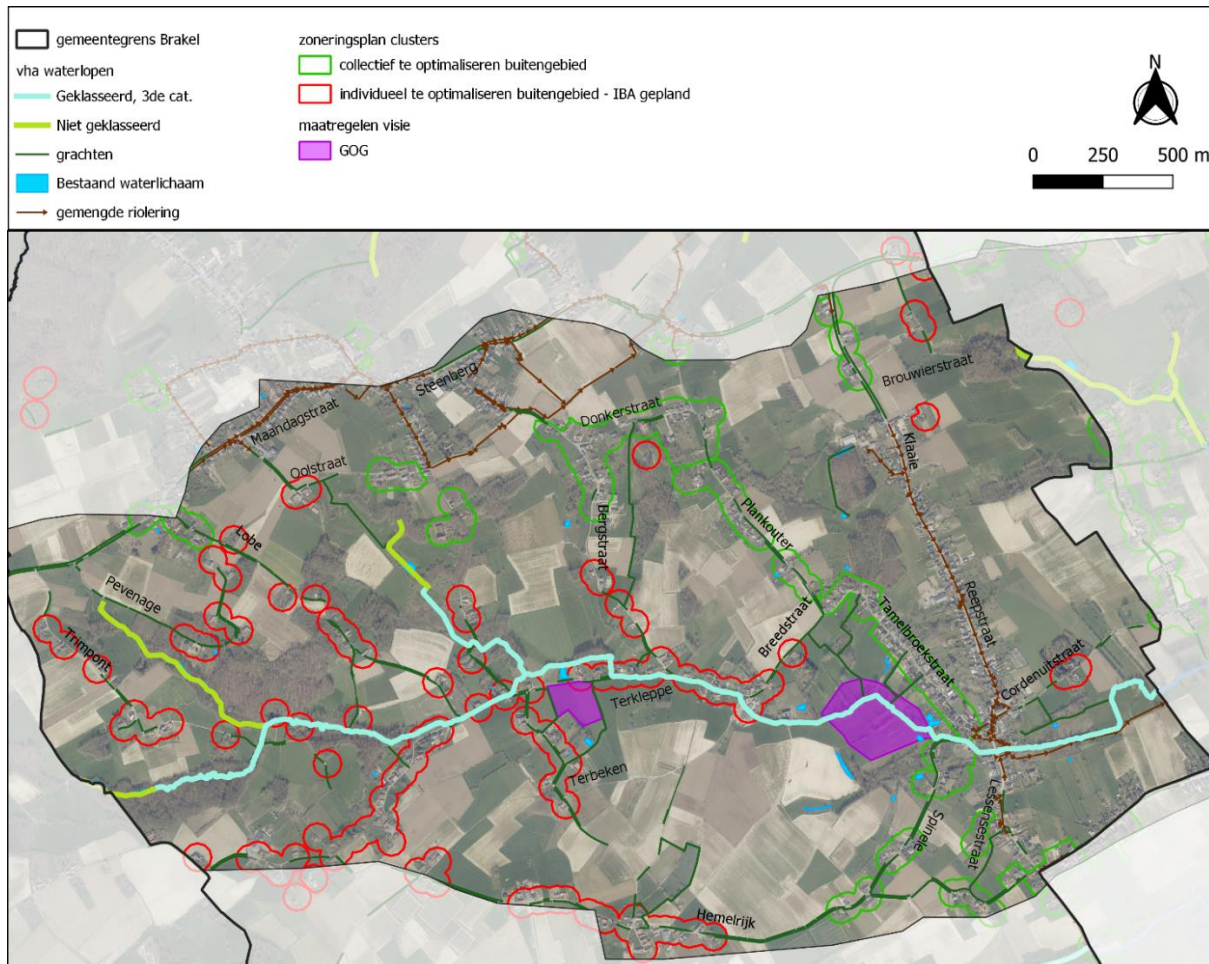 gemeentegrens Brakel
vha waterlopen
Geklasseerd, 3de cat.
Niet geklasseerd
grachten
Bestaand waterlichaam
gemengde riolering
zoneringsplan clusters
collectief te optimaliseren buitengebied
individueel te optimaliseren buitengebied - IBA gepland
maatregelen visie
GOG
N
0 250 500 m
Steenberg
Maandagstraat
Oolstraat
Donkerstraat
Brouwierstraat
Klaaie
Lobe
Bergstraat
Plankouter
Pevenage
Trimpont
Breedstraat
Tamelbroekstraat
Reepstraat
Cordenuitstraat
Terkleppe
Terbeken
Spinele
Lessensestraat
Hemelrijk